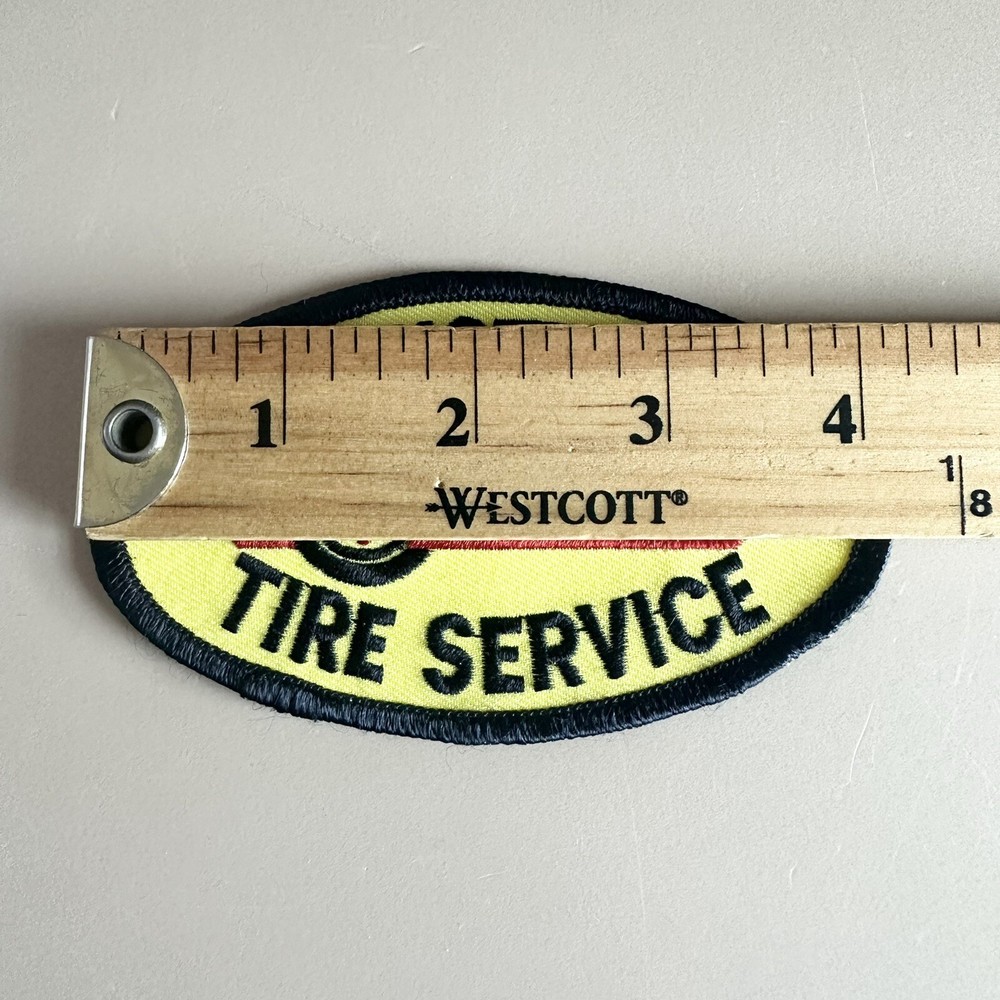 1 2 3 4
1
8
WESTCOTT®
TIRE SERVICE